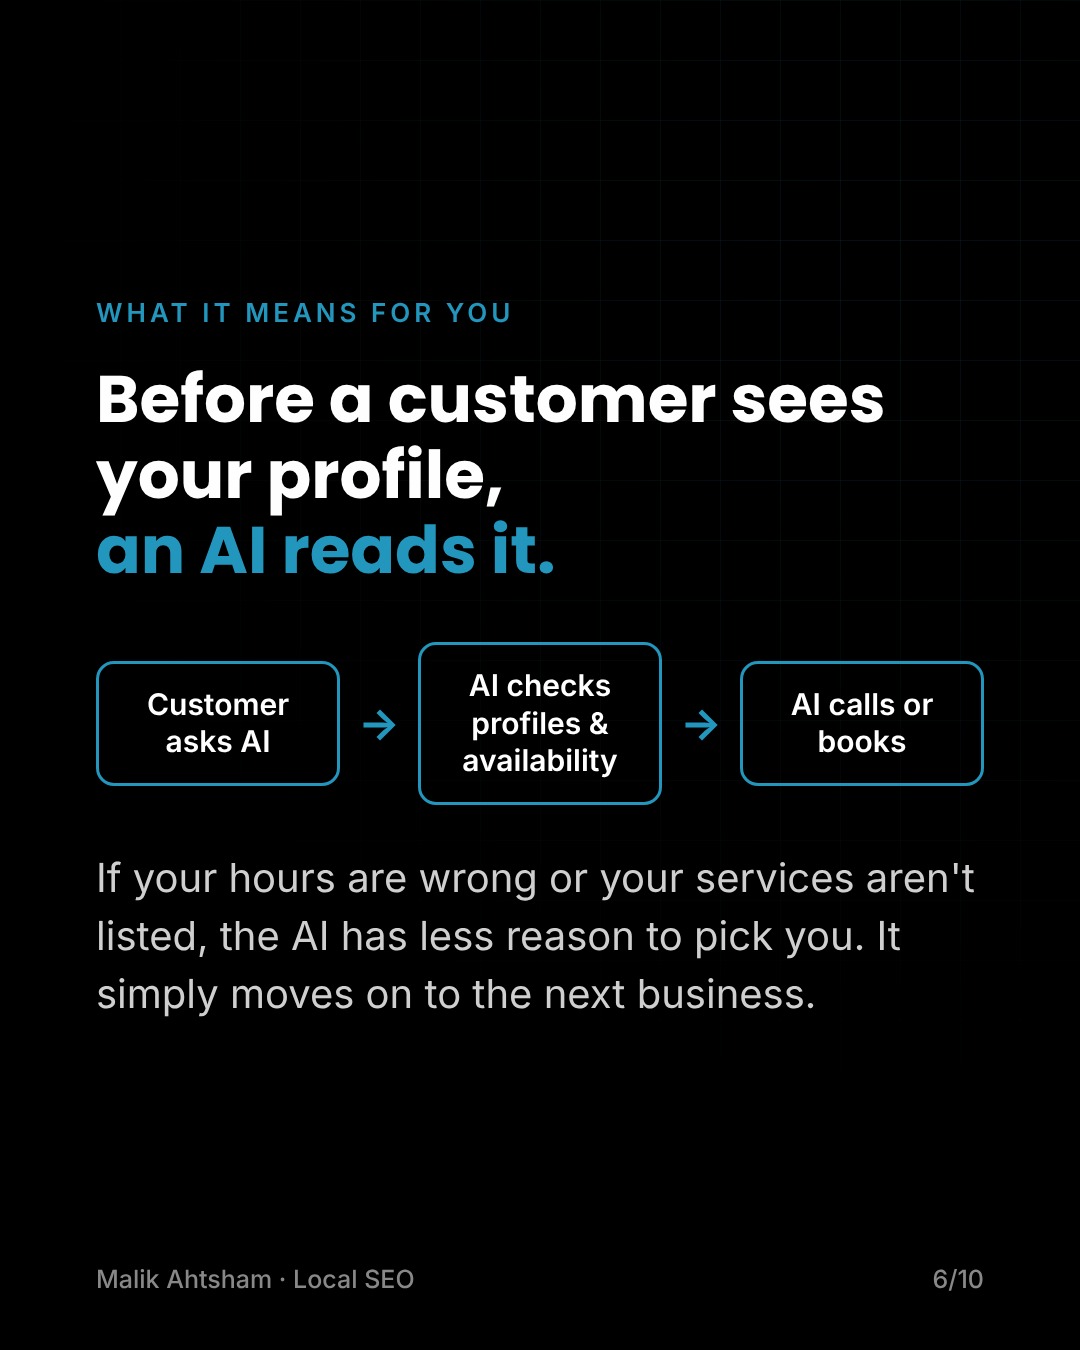 WHAT IT MEANS FOR YOU
Before a customer sees
your profile,
an AI reads it.
Customer
asks AI
→
AI checks
profiles &
availability
→
AI calls or
books
If your hours are wrong or your services aren't
listed, the AI has less reason to pick you. It
simply moves on to the next business.
Malik Ahtsham · Local SEO
6/10